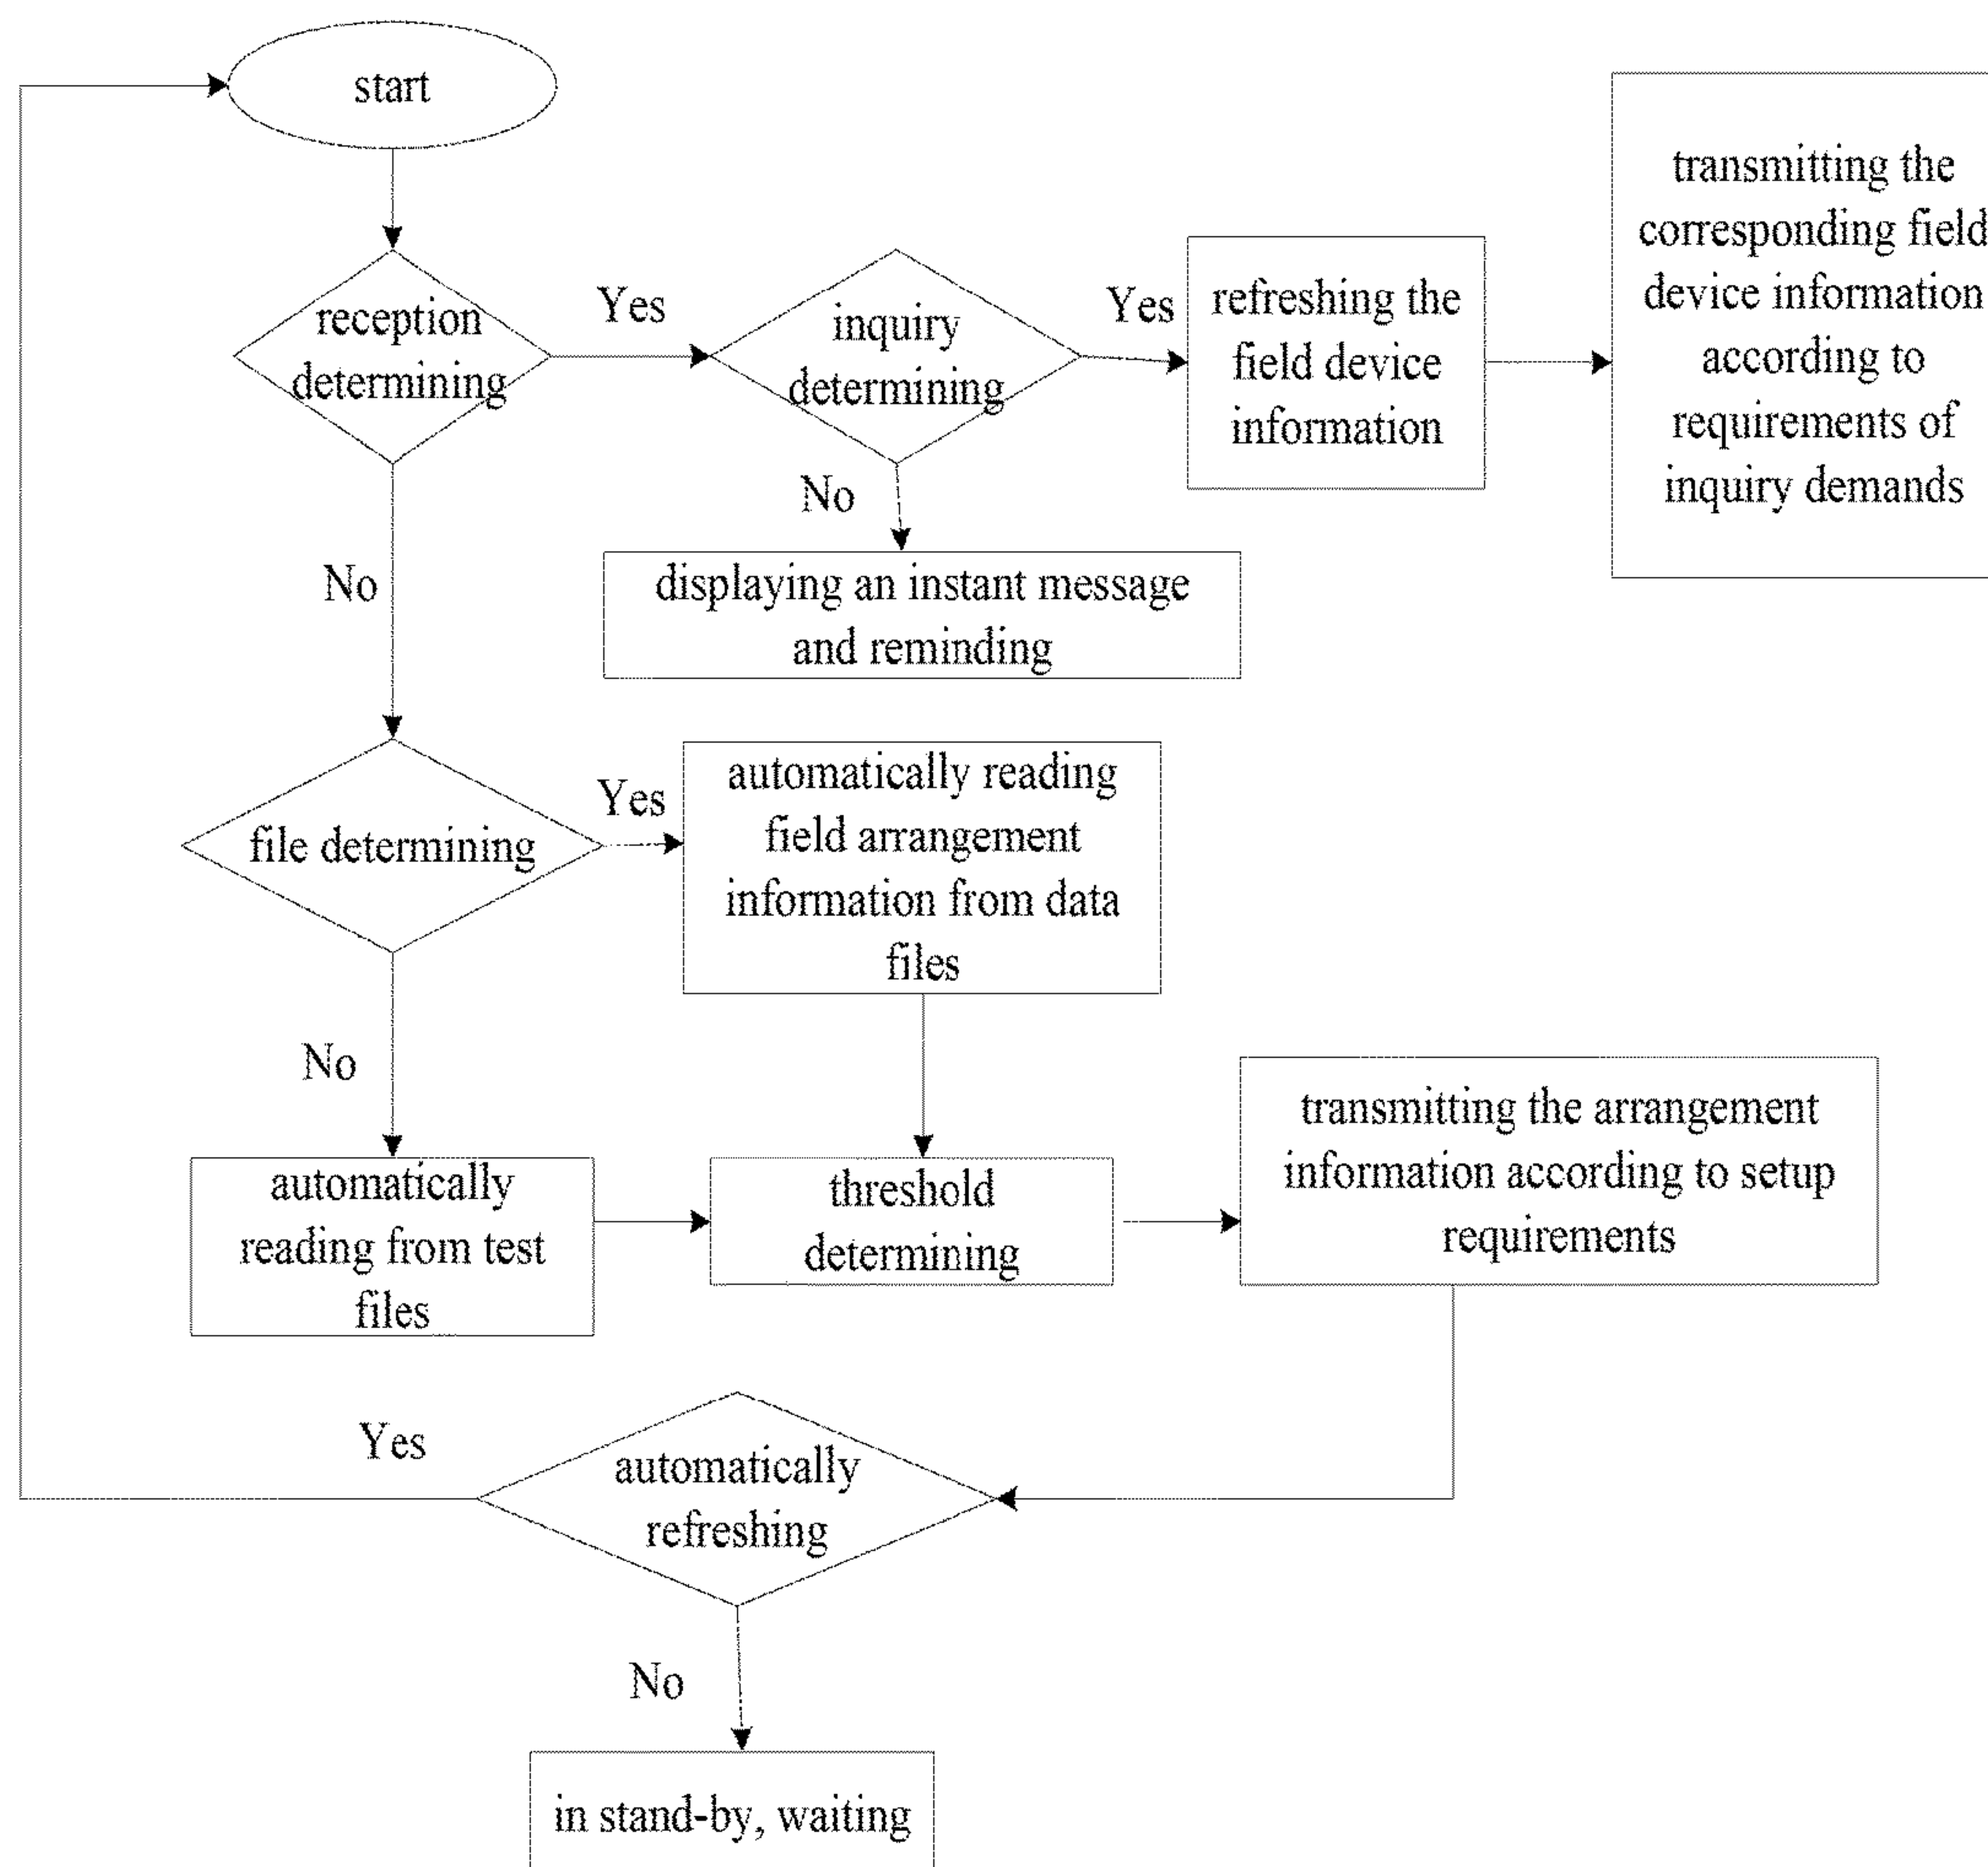 start
reception
determining
Yes
inquiry
determining
Yes
refreshing the
field device
information
transmitting the
corresponding field
device information
according to
requirements of
inquiry demands
No
displaying an instant message
and reminding
No
file determining
Yes
automatically reading
field arrangement
information from data
files
No
automatically
reading from test
files
threshold
determining
transmitting the arrangement
information according to setup
requirements
Yes
automatically
refreshing
No
in stand-by, waiting